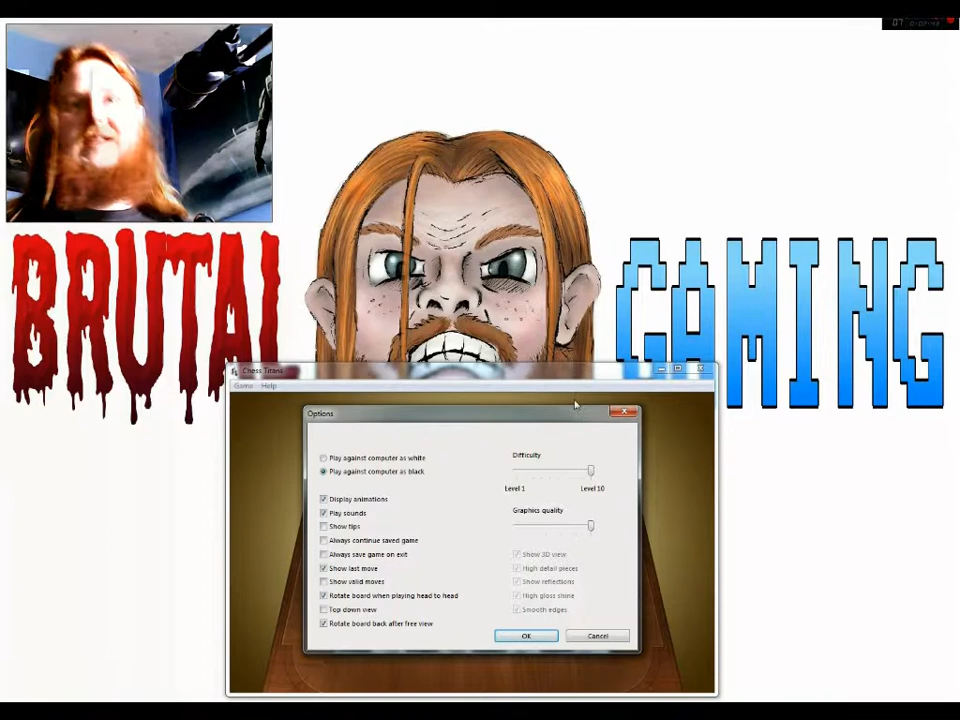 BRUTAL
GAMING
Chess Titans
Game Help
Options
Play against computer as white
Play against computer as black
Display animations
Play sounds
Show tips
Always continue saved game
Always save game on exit
Show last move
Show valid moves
Rotate board when playing head to head
Top down view
Rotate board back after free view
Difficulty
Level 1 Level 10
Graphics quality
Show 3D view
High detail pieces
Show reflections
High gloss shine
Smooth edges
OK Cancel